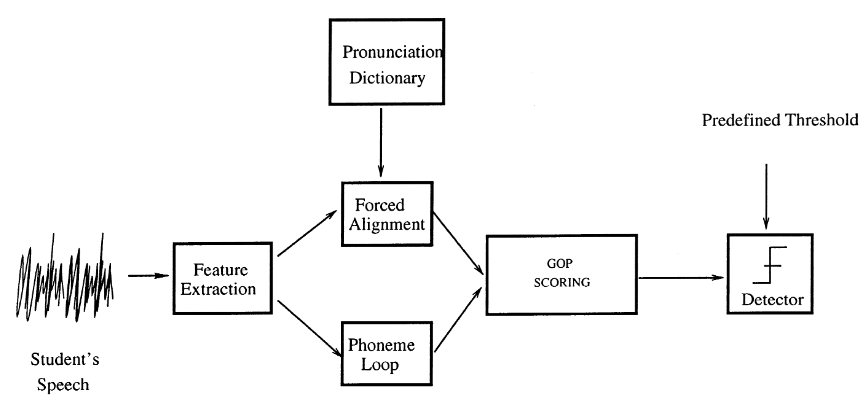 Pronunciation
Dictionary
Predefined Threshold
Forced
Alignment
Feature
Extraction
GOP
SCORING
Detector
Phoneme
Loop
Student's
Speech